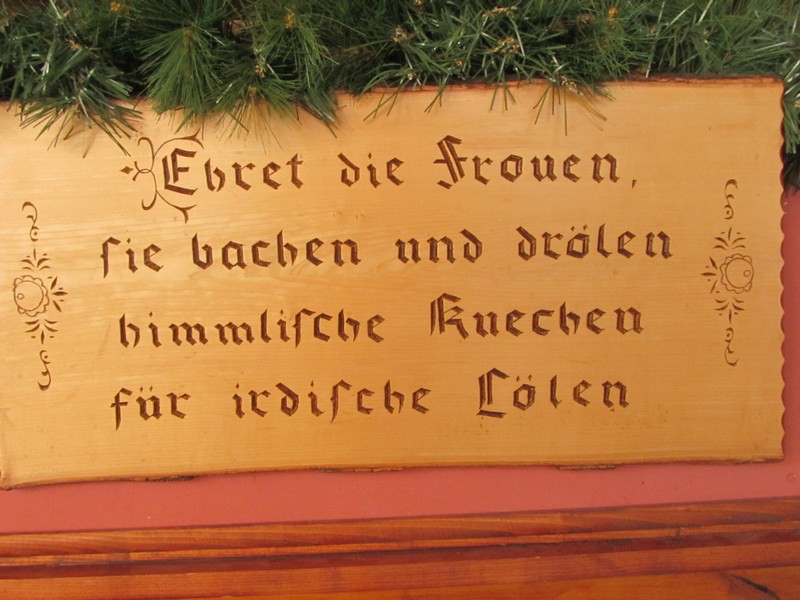 Ehret die Frouen,
sie bachen und drölen
himmlische Kuechen
für irdische Lölen